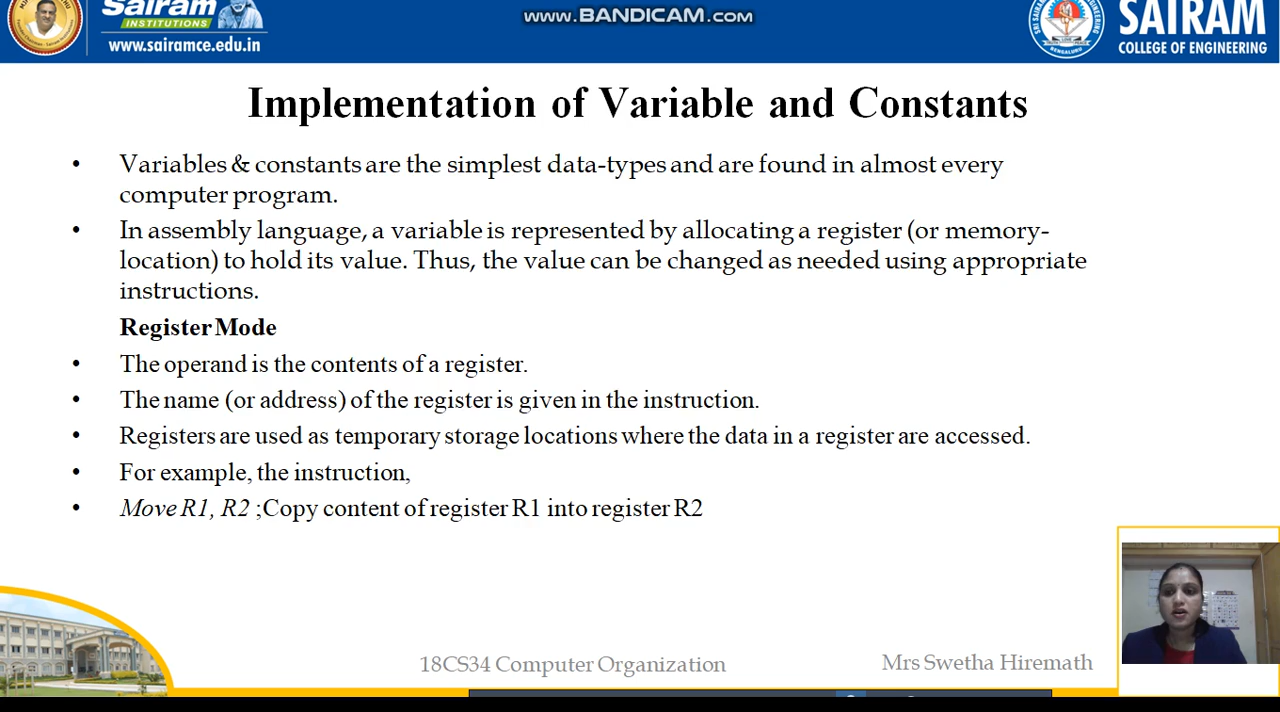 www.BANDICAM.com
Sairam
INSTITUTIONS
www.sairamce.edu.in
SAIRAM
COLLEGE OF ENGINEERING
BENGALURU
Implementation of Variable and Constants
• Variables & constants are the simplest data-types and are found in almost every
computer program.
• In assembly language, a variable is represented by allocating a register (or memory-
location) to hold its value. Thus, the value can be changed as needed using appropriate
instructions.
Register Mode
• The operand is the contents of a register.
• The name (or address) of the register is given in the instruction.
• Registers are used as temporary storage locations where the data in a register are accessed.
• For example, the instruction,
• Move R1, R2 ;Copy content of register R1 into register R2
18CS34 Computer Organization
Mrs Swetha Hiremath